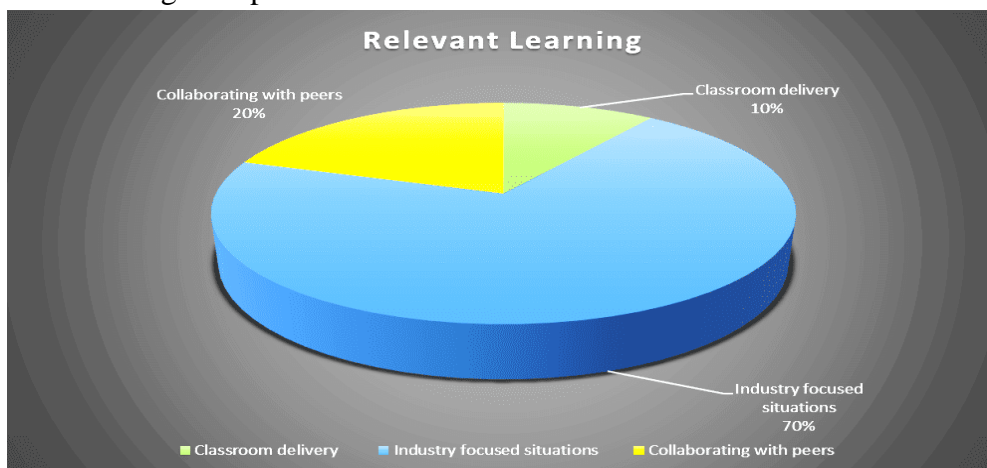 Relevant Learning
Collaborating with peers
20%
Classroom delivery
10%
Industry focused
situations
70%
Classroom delivery
Industry focused situations
Collaborating with peers